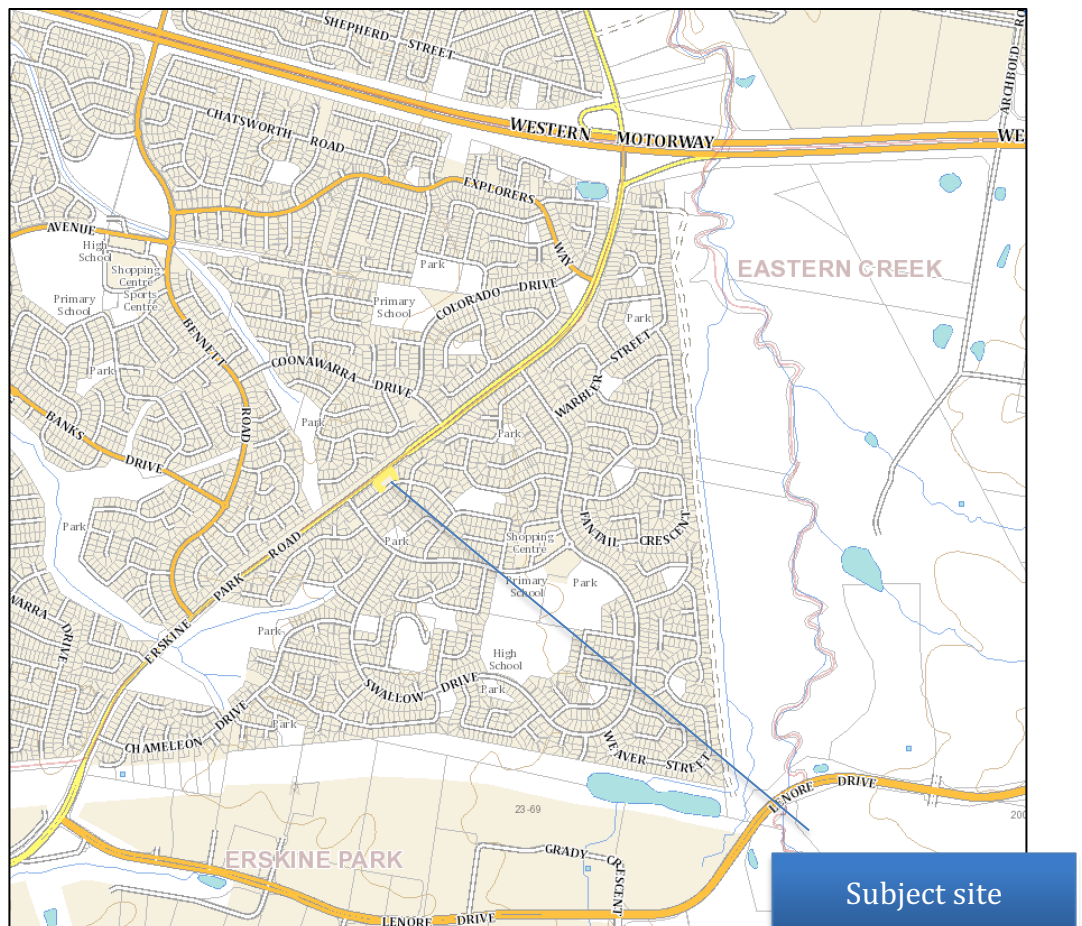 SHEPHERD STREET
ARCHBOLD RO
CHATSWORTH ROAD
WESTERN MOTORWAY
WE
EXPLORERS WAY
AVENUE
High School
Shopping Centre
Sports Centre
Primary School
Park
Primary School
COLORADO DRIVE
EASTERN CREEK
Park
BENNETT ROAD
COONAWARRA DRIVE
WARBLER STREET
Park
BANKS DRIVE
Park
Park
Park
ERSKINE PARK ROAD
Park
Shopping Centre
FANTAIL CRESCENT
Primary School
Park
WARRA DRIVE
Park
High School
Park
SWALLOW DRIVE
CHAMELEON DRIVE
Park
WEAVER STREET
LENORE DRIVE
23-69
200
ERSKINE PARK
GRADY CRESCENT
LENORE DRIVE
Subject site